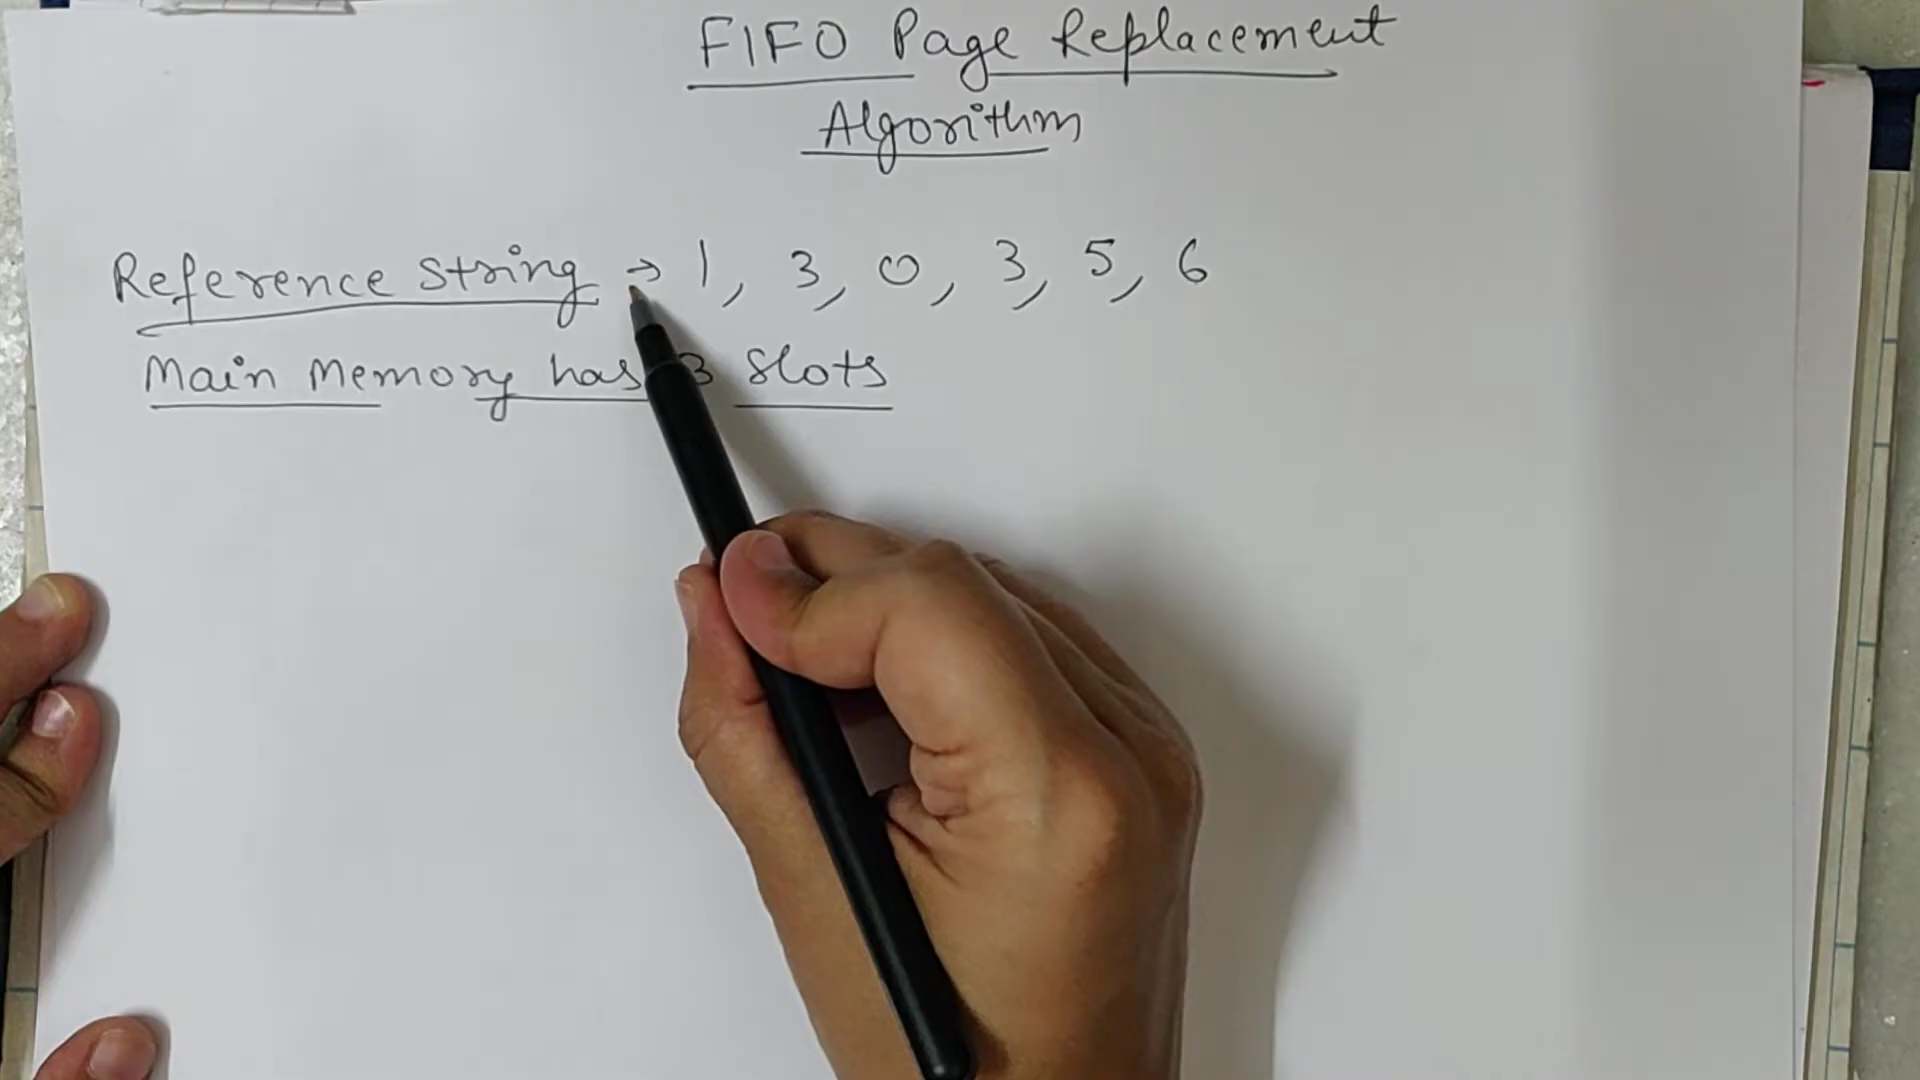 FIFO Page Replacement
Algorithm
Reference String → 1, 3, 0, 3, 5, 6
Main Memory has 3 Slots